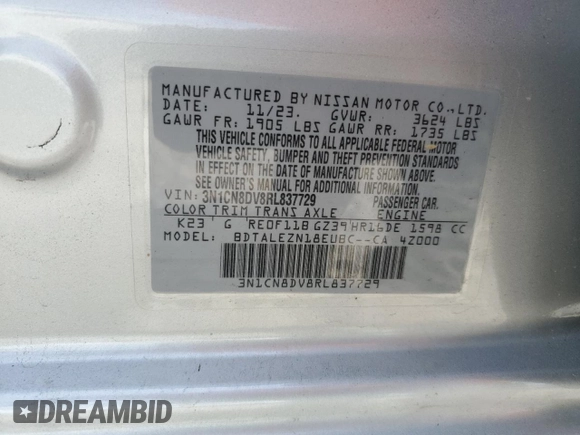 MANUFACTURED BY NISSAN MOTOR CO., LTD.
DATE: 11/23. GVWR: 3624 LBS
GAWR FR: 1905 LBS GAWR RR: 1735 LBS
THIS VEHICLE CONFORMS TO ALL APPLICABLE FEDERAL MOTOR
VEHICLE SAFETY, BUMPER AND THEFT PREVENTION STANDARDS
IN EFFECT ON THE DATE OF MANUFACTURE SHOWN ABOVE.
SEE OWNER'S MANUAL AND INFORMATION
VIN: 3N1CN8DV8RL837729 PASSENGER CAR.
COLOR TRIM TRANS AXLE ENGINE
K23 G RE0F11B GZ39 HR16DE 1598 CC
MODEL: BDTALEZN18EUBC--CA 4Z000
3N1CN8DV8RL837729
DREAMBID